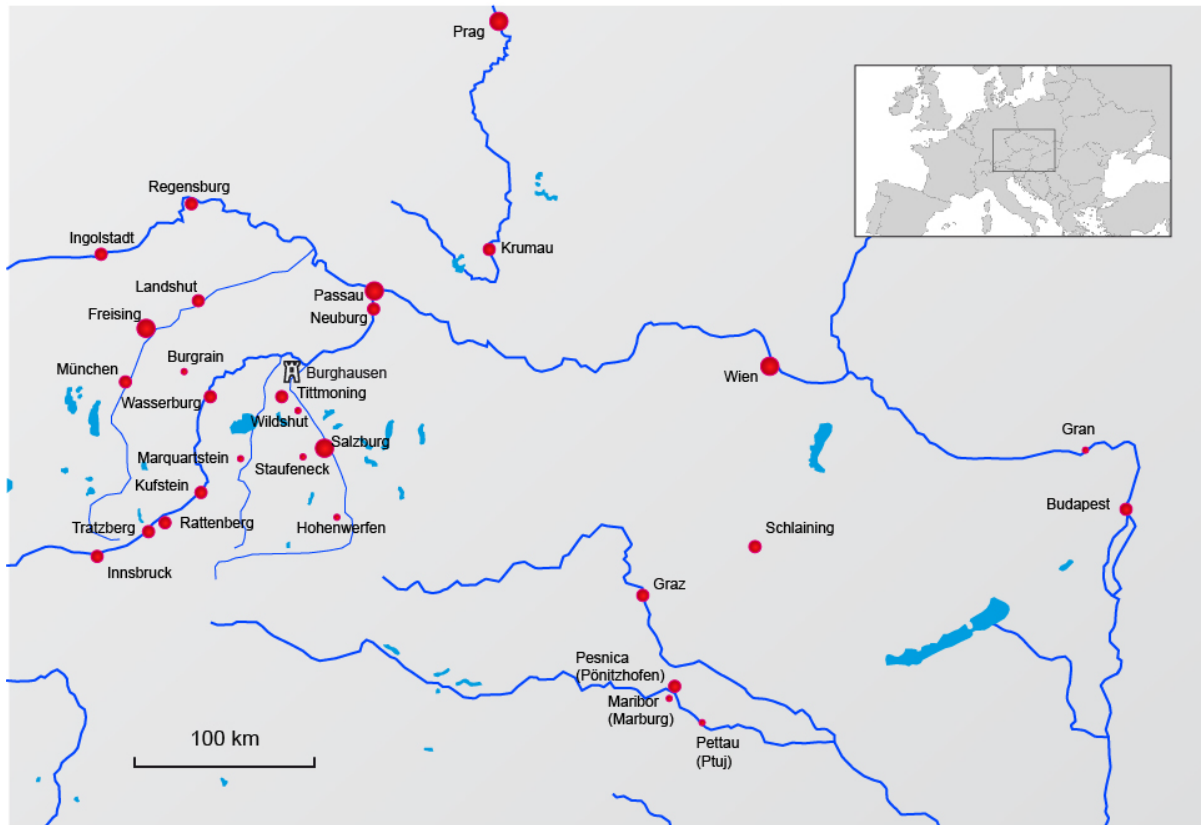 Prag
Regensburg
Ingolstadt
Krumau
Landshut
Passau
Freising
Neuburg
Burgrain
München
Burghausen
Wien
Tittmoning
Wasserburg
Wildshut
Salzburg
Gran
Marquartstein
Staufeneck
Kufstein
Budapest
Rattenberg
Tratzberg
Hohenwerfen
Schlaining
Innsbruck
Graz
Pesnica
(Pönitzhofen)
Maribor
(Marburg)
Pettau
(Ptuj)
100 km